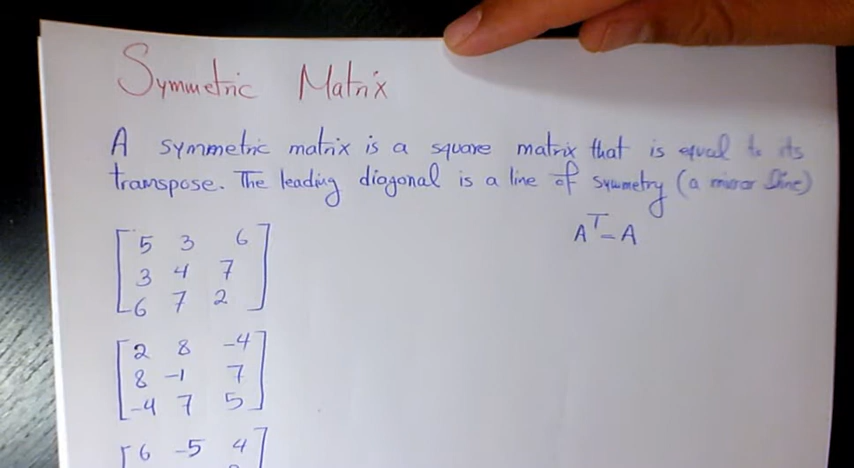 Symmetric Matrix
A symmetric matrix is a square matrix that is equal to its
transpose. The leading diagonal is a line of symmetry (a mirror line)
Aᵀ = A
[5 3 6
3 4 7
6 7 2]
[2 8 -4
8 -1 7
-4 7 5]
[6 -5 4]